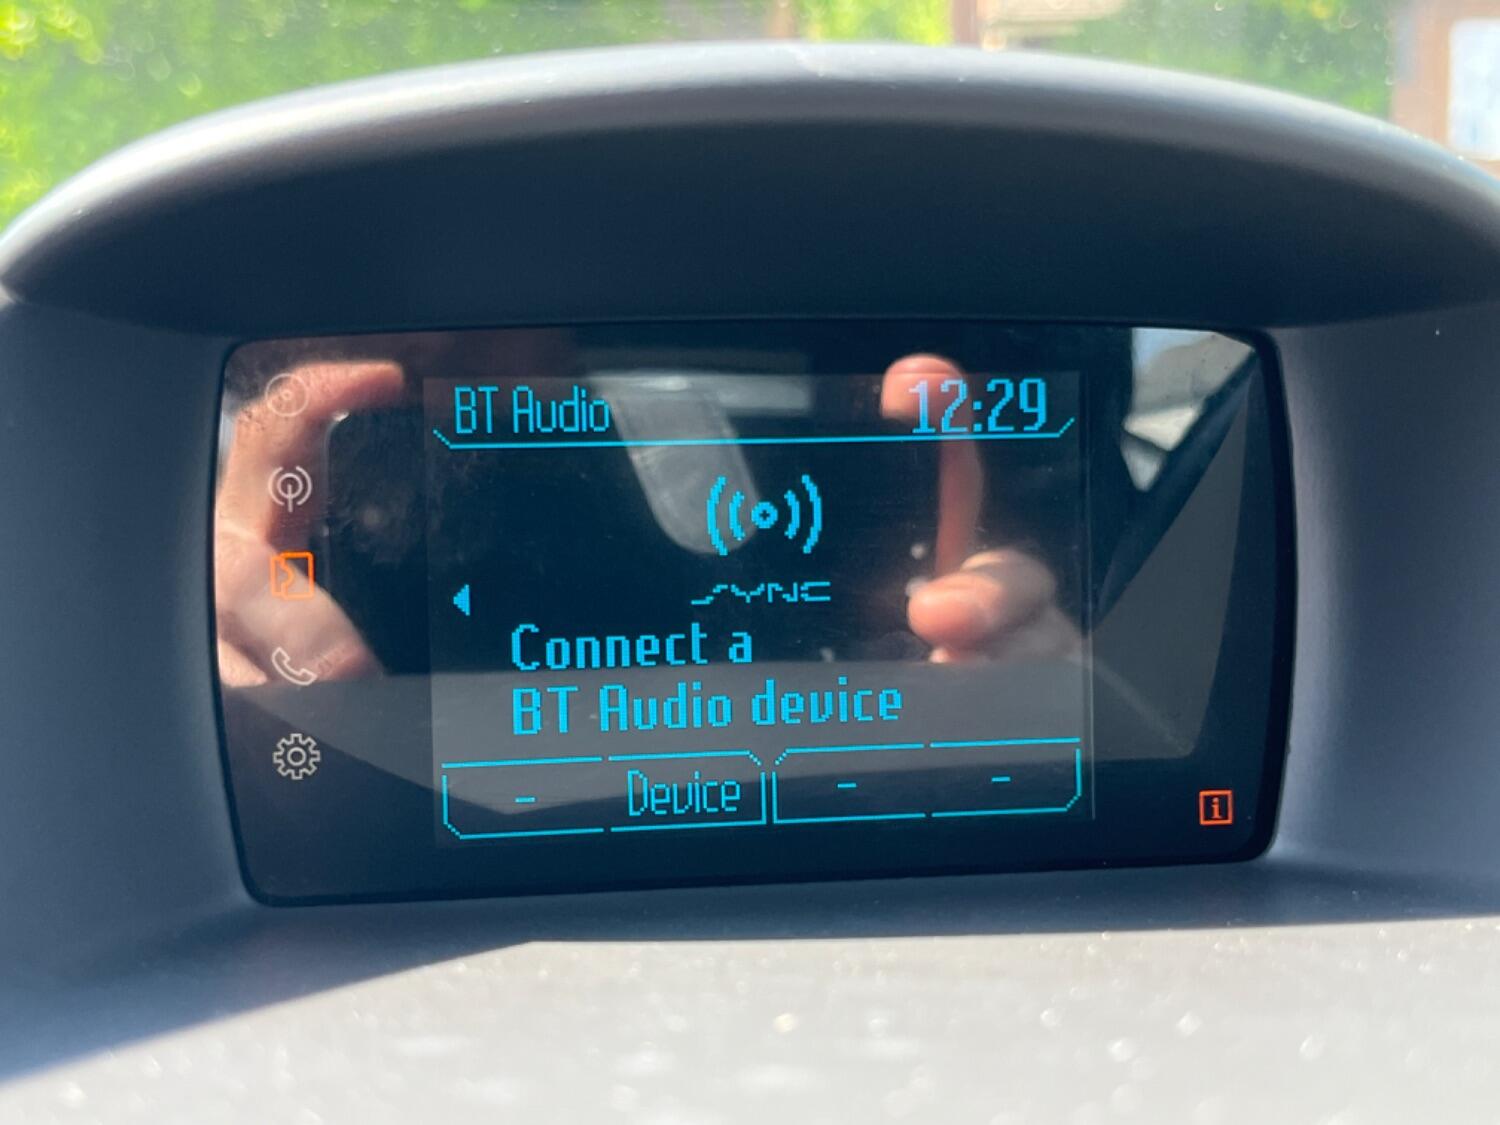 BT Audio 12:29
SYNC
Connect a
BT Audio device
- Device - -
i